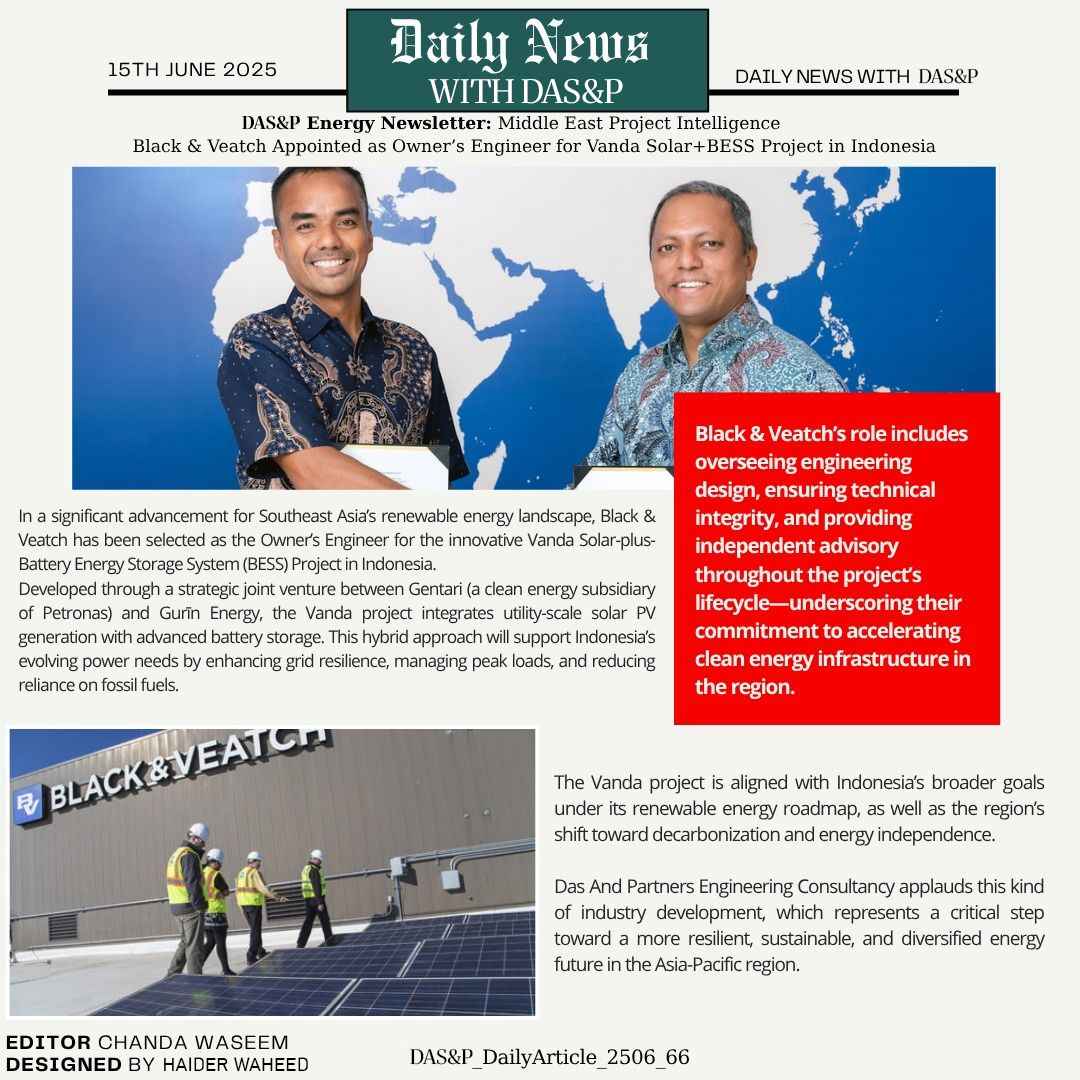 Daily News
WITH DAS&P
15TH JUNE 2025
DAILY NEWS WITH DAS&P
DAS&P Energy Newsletter: Middle East Project Intelligence
Black & Veatch Appointed as Owner’s Engineer for Vanda Solar+BESS Project in Indonesia
In a significant advancement for Southeast Asia’s renewable energy landscape, Black &
Veatch has been selected as the Owner’s Engineer for the innovative Vanda Solar-plus-
Battery Energy Storage System (BESS) Project in Indonesia.
Developed through a strategic joint venture between Gentari (a clean energy subsidiary
of Petronas) and Gurīn Energy, the Vanda project integrates utility-scale solar PV
generation with advanced battery storage. This hybrid approach will support Indonesia’s
evolving power needs by enhancing grid resilience, managing peak loads, and reducing
reliance on fossil fuels.
Black & Veatch’s role includes
overseeing engineering
design, ensuring technical
integrity, and providing
independent advisory
throughout the project’s
lifecycle—underscoring their
commitment to accelerating
clean energy infrastructure in
the region.
BV BLACK & VEATCH
The Vanda project is aligned with Indonesia’s broader goals
under its renewable energy roadmap, as well as the region’s
shift toward decarbonization and energy independence.
Das And Partners Engineering Consultancy applauds this kind
of industry development, which represents a critical step
toward a more resilient, sustainable, and diversified energy
future in the Asia-Pacific region.
EDITOR CHANDA WASEEM
DESIGNED BY HAIDER WAHEED
DAS&P_DailyArticle_2506_66